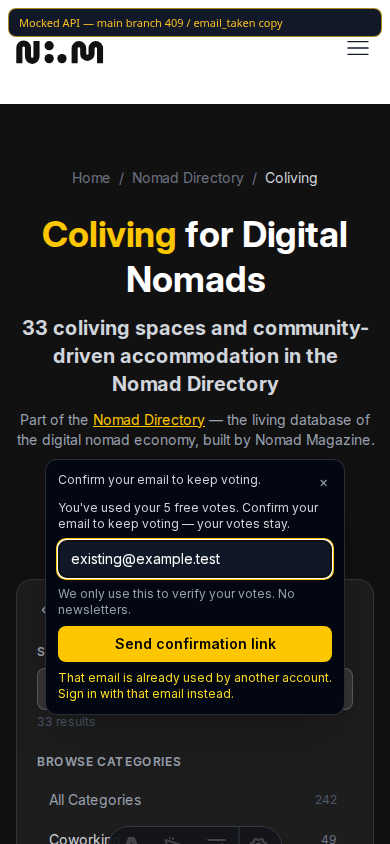 Mocked API — main branch 409 / email_taken copy
N::M
Home / Nomad Directory / Coliving
Coliving for Digital
Nomads
33 coliving spaces and community-
driven accommodation in the
Nomad Directory
Part of the Nomad Directory — the living database of
the digital nomad economy, built by Nomad Magazine.
Confirm your email to keep voting. ×
You've used your 5 free votes. Confirm your
email to keep voting — your votes stay.
existing@example.test
We only use this to verify your votes. No
newsletters.
Send confirmation link
That email is already used by another account.
Sign in with that email instead.
33 results
BROWSE CATEGORIES
All Categories 242
49